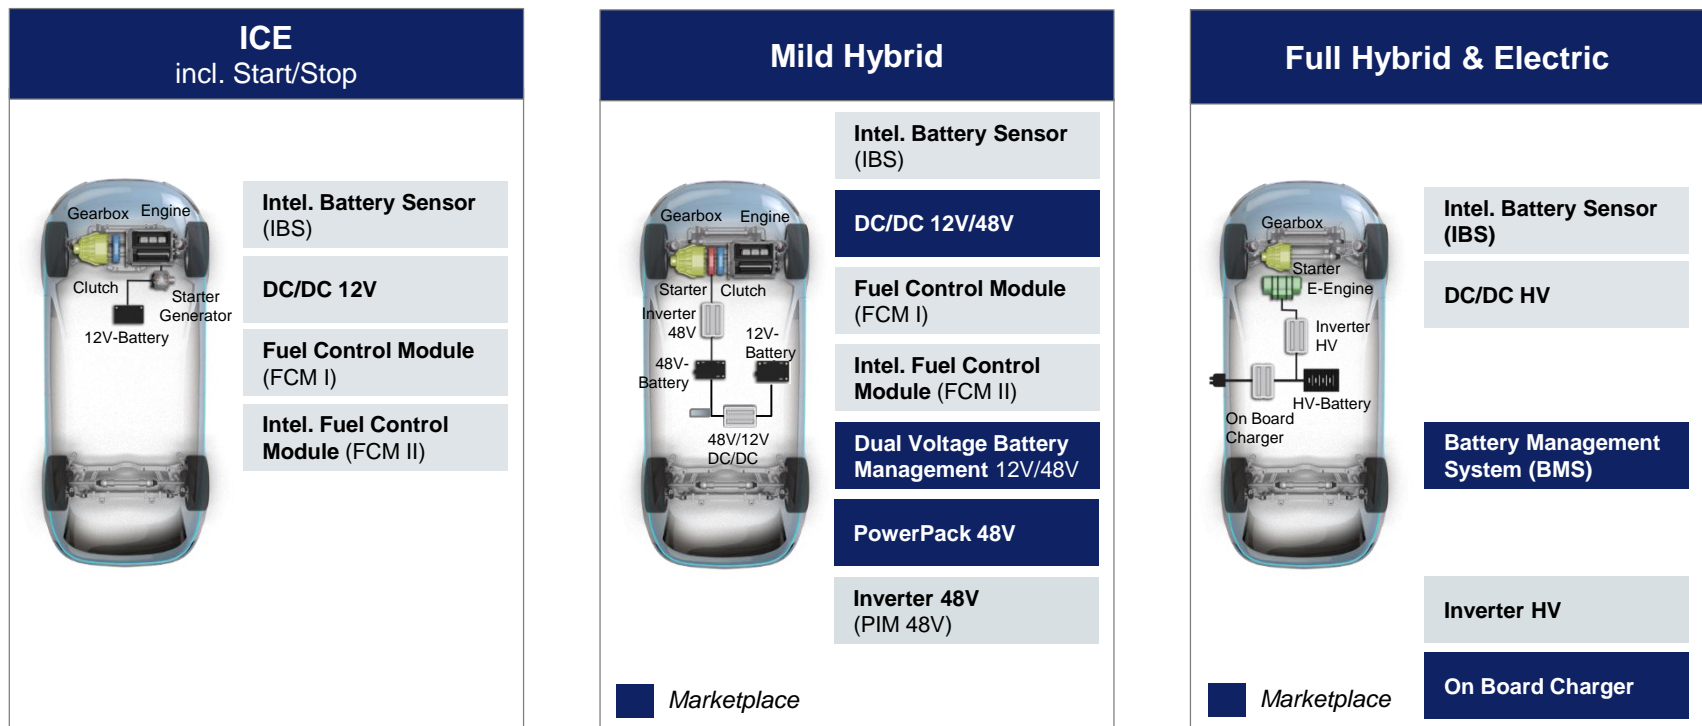 ICE
incl. Start/Stop
Gearbox
Engine
Clutch
Starter
Generator
12V-Battery
Intel. Battery Sensor
(IBS)
DC/DC 12V
Fuel Control Module
(FCM I)
Intel. Fuel Control
Module (FCM II)
Mild Hybrid
Gearbox
Engine
Starter
Clutch
Inverter
48V
12V-
Battery
48V-
Battery
48V/12V
DC/DC
Intel. Battery Sensor
(IBS)
DC/DC 12V/48V
Fuel Control Module
(FCM I)
Intel. Fuel Control
Module (FCM II)
Dual Voltage Battery
Management 12V/48V
PowerPack 48V
Inverter 48V
(PIM 48V)
Marketplace
Full Hybrid & Electric
Gearbox
Starter
E-Engine
Inverter
HV
HV-Battery
On Board
Charger
Intel. Battery Sensor
(IBS)
DC/DC HV
Battery Management
System (BMS)
Inverter HV
On Board Charger
Marketplace